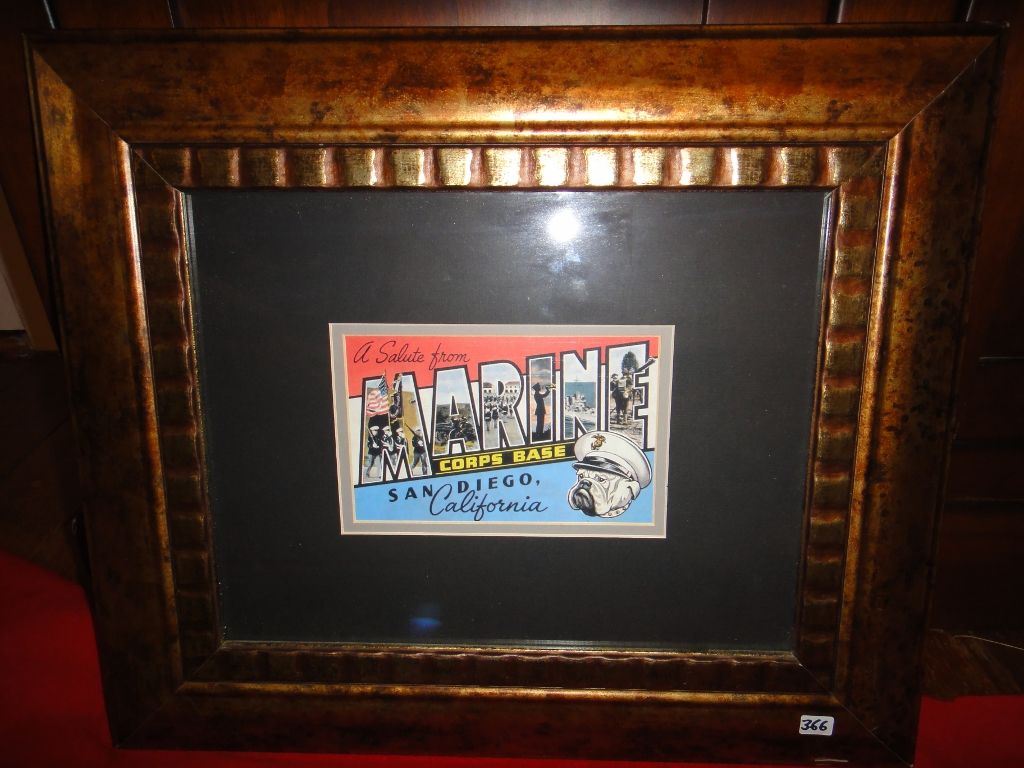 A Salute from
MARINE
CORPS BASE
SAN DIEGO,
California
366